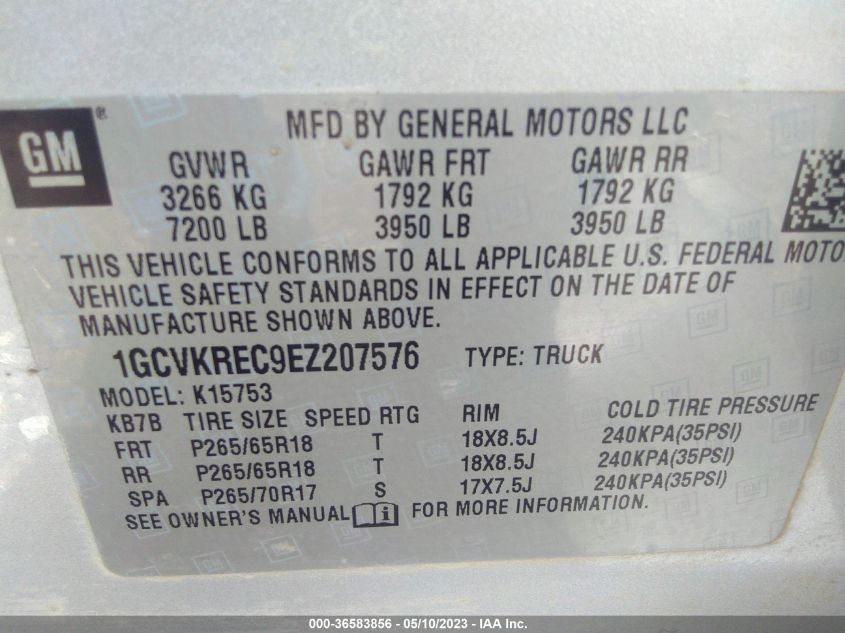 GM ®
MFD BY GENERAL MOTORS LLC
GVWR GAWR FRT GAWR RR
3266 KG 1792 KG 1792 KG
7200 LB 3950 LB 3950 LB
THIS VEHICLE CONFORMS TO ALL APPLICABLE U.S. FEDERAL MOTO
VEHICLE SAFETY STANDARDS IN EFFECT ON THE DATE OF
MANUFACTURE SHOWN ABOVE.
1GCVKREC9EZ207576 TYPE: TRUCK
MODEL: K15753
KB7B TIRE SIZE SPEED RTG RIM COLD TIRE PRESSURE
FRT P265/65R18 T 18X8.5J 240KPA(35PSI)
RR P265/65R18 T 18X8.5J 240KPA(35PSI)
SPA P265/70R17 S 17X7.5J 240KPA(35PSI)
SEE OWNER'S MANUAL i FOR MORE INFORMATION.
000-36583856 - 05/10/2023 - IAA Inc.